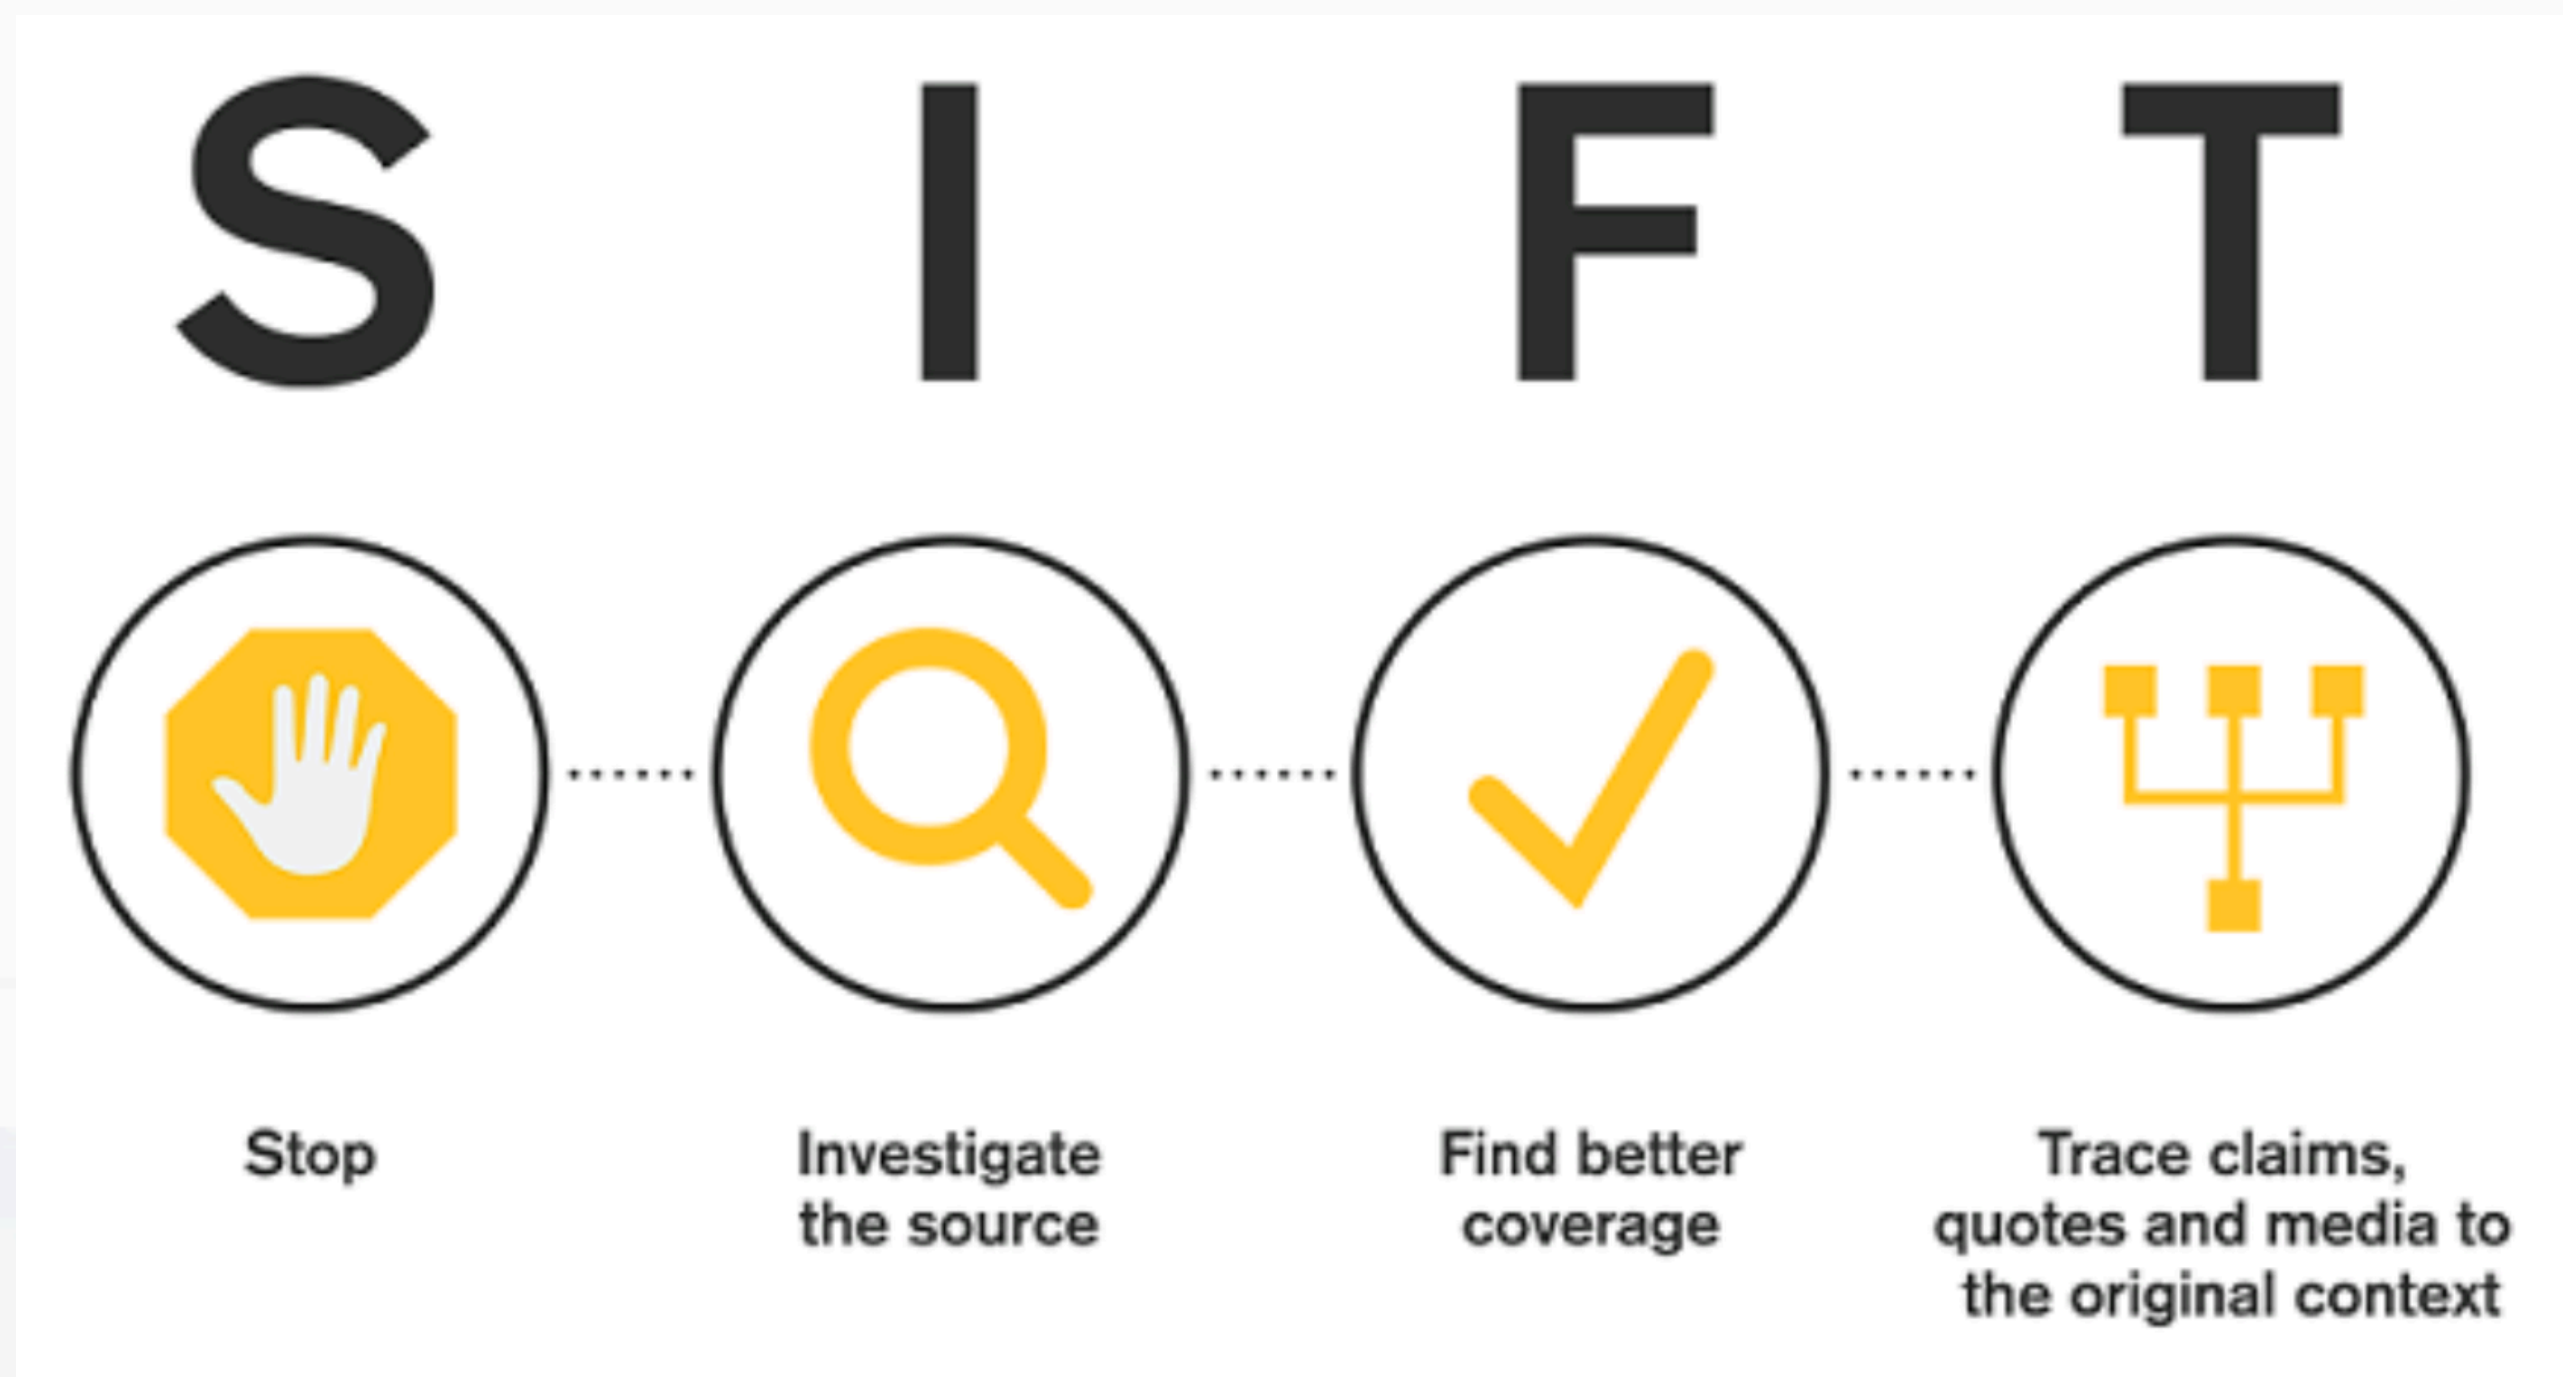 S I F T
Stop
Investigate
the source
Find better
coverage
Trace claims,
quotes and media to
the original context